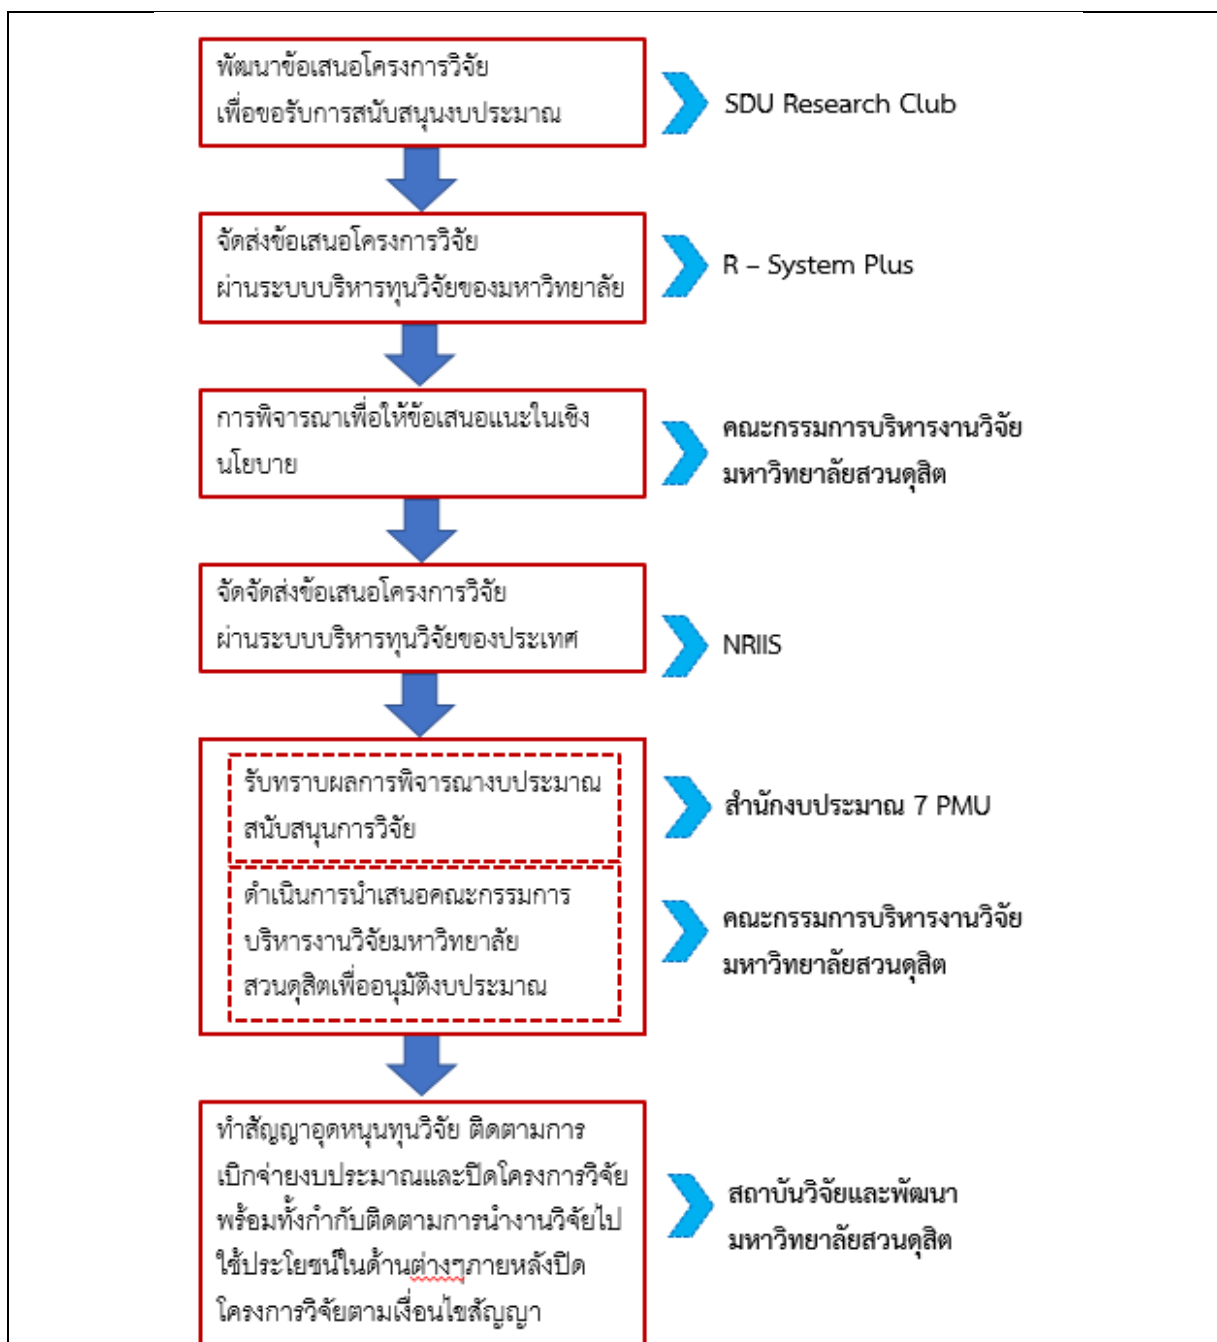 พัฒนาข้อเสนอโครงการวิจัย
เพื่อขอรับการสนับสนุนงบประมาณ
SDU Research Club
จัดส่งข้อเสนอโครงการวิจัย
ผ่านระบบบริหารทุนวิจัยของมหาวิทยาลัย
R – System Plus
การพิจารณาเพื่อให้ข้อเสนอแนะในเชิง
นโยบาย
คณะกรรมการบริหารงานวิจัย
มหาวิทยาลัยสวนดุสิต
จัดจัดส่งข้อเสนอโครงการวิจัย
ผ่านระบบบริหารทุนวิจัยของประเทศ
NRIIS
รับทราบผลการพิจารณางบประมาณ
สนับสนุนการวิจัย
สำนักงบประมาณ 7 PMU
ดำเนินการนำเสนอคณะกรรมการ
บริหารงานวิจัยมหาวิทยาลัย
สวนดุสิตเพื่ออนุมัติงบประมาณ
คณะกรรมการบริหารงานวิจัย
มหาวิทยาลัยสวนดุสิต
ทำสัญญาอุดหนุนทุนวิจัย ติดตามการ
เบิกจ่ายงบประมาณและปิดโครงการวิจัย
พร้อมทั้งกำกับติดตามการนำงานวิจัยไป
ใช้ประโยชน์ในด้านต่างๆภายหลังปิด
โครงการวิจัยตามเงื่อนไขสัญญา
สถาบันวิจัยและพัฒนา
มหาวิทยาลัยสวนดุสิต